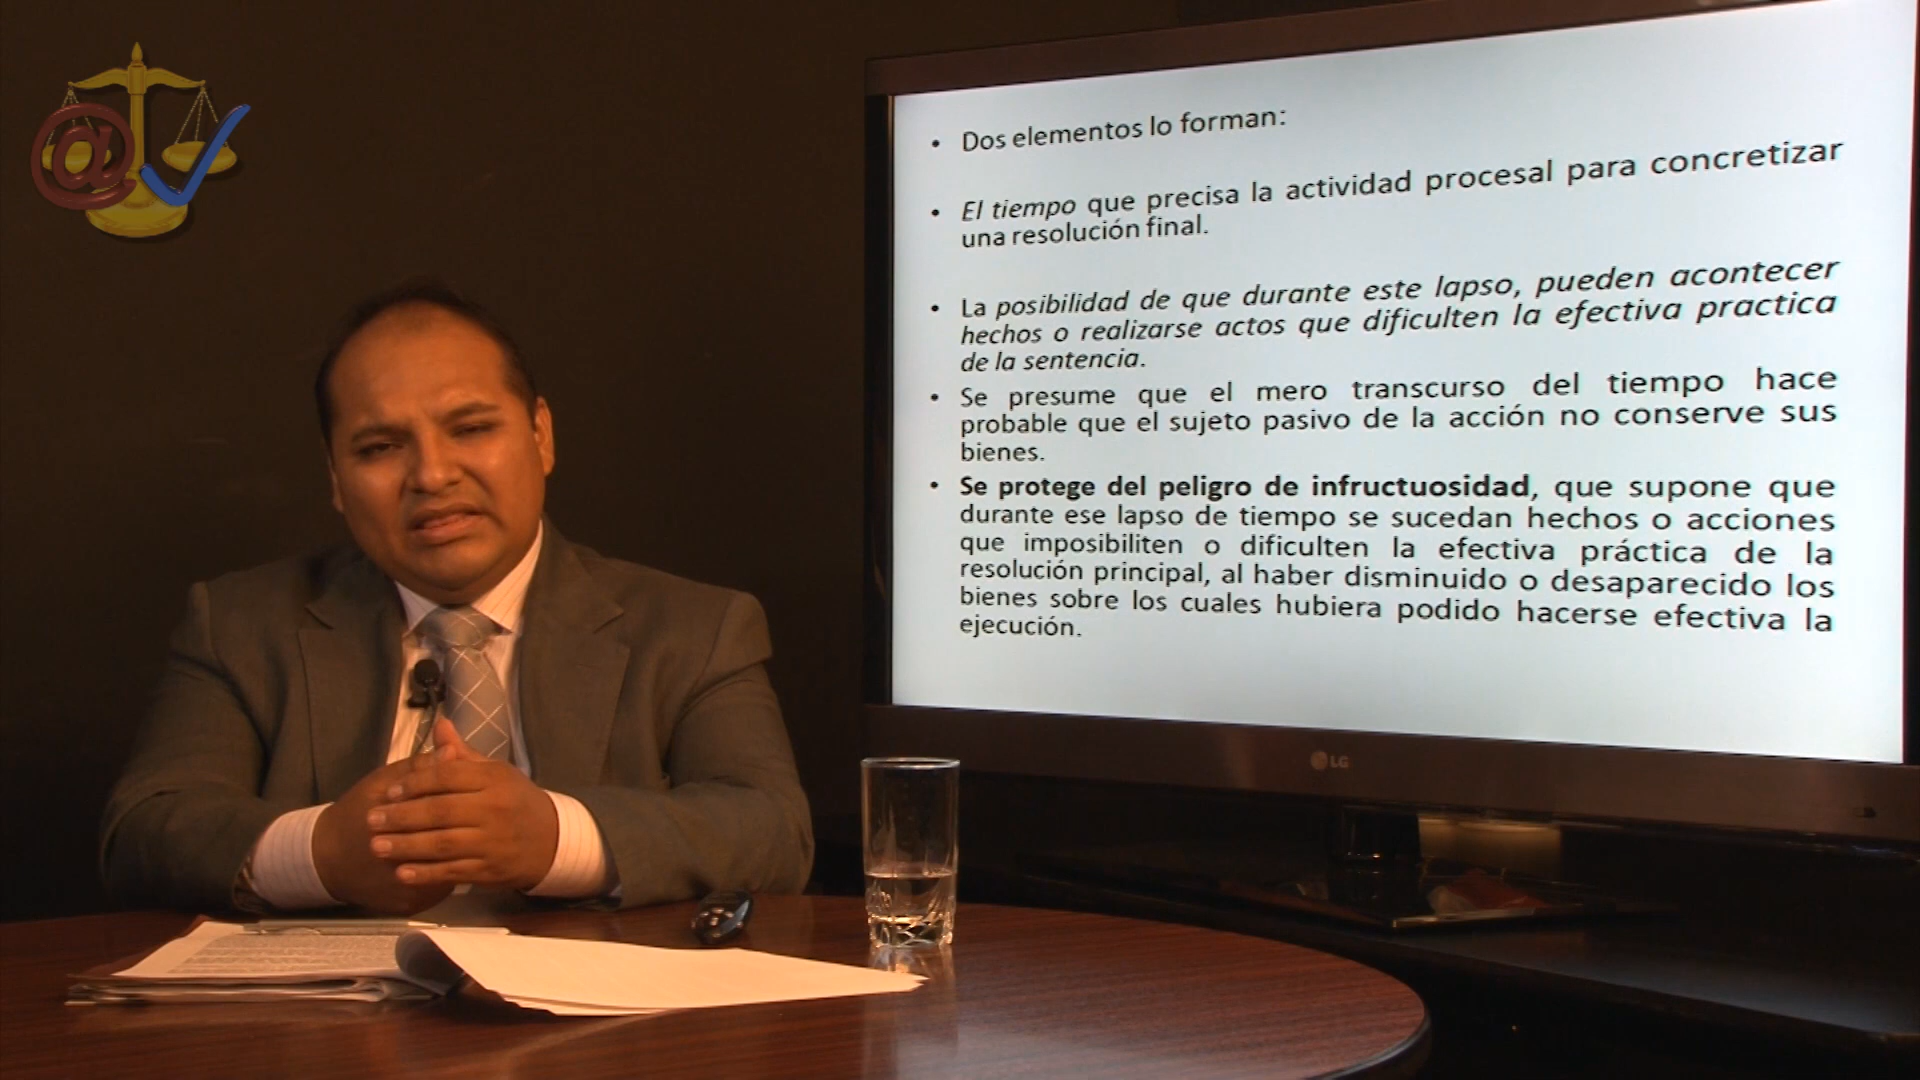 • Dos elementos lo forman:
• El tiempo que precisa la actividad procesal para concretizar
una resolución final.
• La posibilidad de que durante este lapso, pueden acontecer
hechos o realizarse actos que dificulten la efectiva practica
de la sentencia.
• Se presume que el mero transcurso del tiempo hace
probable que el sujeto pasivo de la acción no conserve sus
bienes.
• Se protege del peligro de infructuosidad, que supone que
durante ese lapso de tiempo se sucedan hechos o acciones
que imposibiliten o dificulten la efectiva práctica de la
resolución principal, al haber disminuido o desaparecido los
bienes sobre los cuales hubiera podido hacerse efectiva la
ejecución.
LG
@